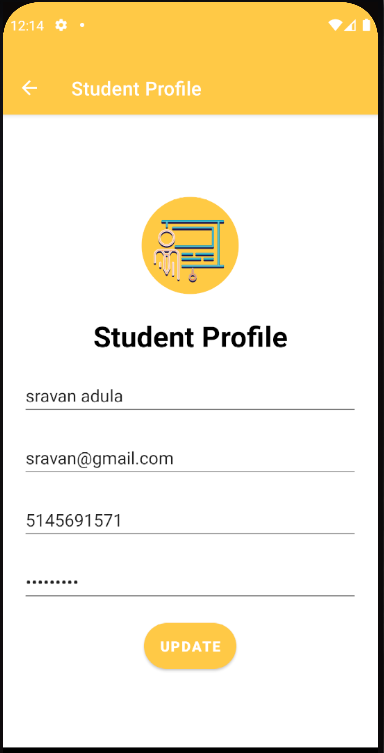 12:14
Student Profile
Student Profile
sravan adula
sravan@gmail.com
5145691571
•••••••••
UPDATE